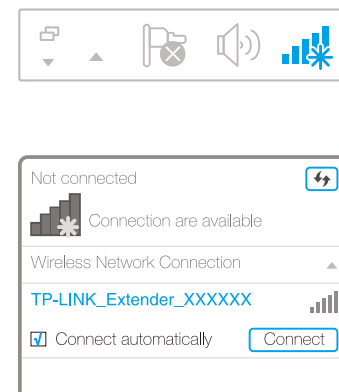 Not connected
Connection are available
Wireless Network Connection
TP-LINK_Extender_XXXXXX
Connect automatically
Connect